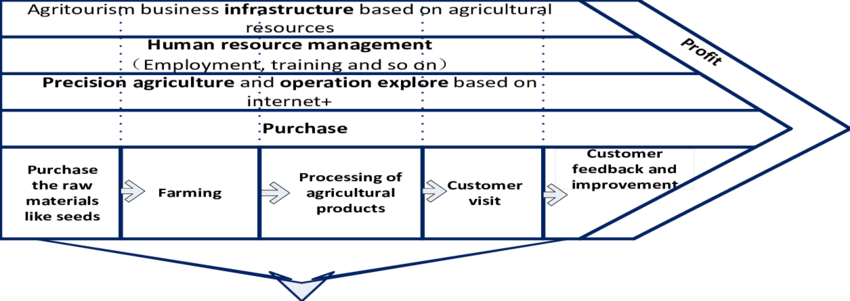 Agritourism business infrastructure based on agricultural
resources
Human resource management
（Employment, training and so on）
Precision agriculture and operation explore based on
internet+
Purchase
Profit
Purchase
the raw
materials
like seeds
Farming
Processing of
agricultural
products
Customer
visit
Customer
feedback and
improvement